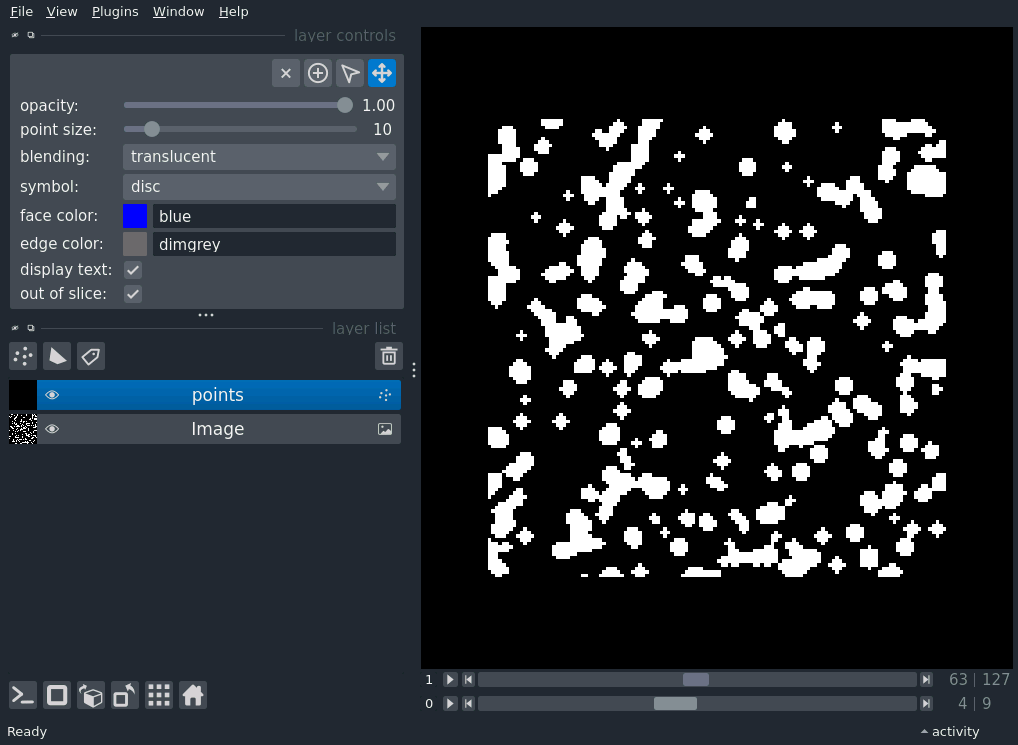 File View Plugins Window Help
layer controls
opacity: 1.00
point size: 10
blending: translucent
symbol: disc
face color: blue
edge color: dimgrey
display text:
out of slice:
layer list
points
Image
1 63 | 127
0 4 | 9
Ready activity